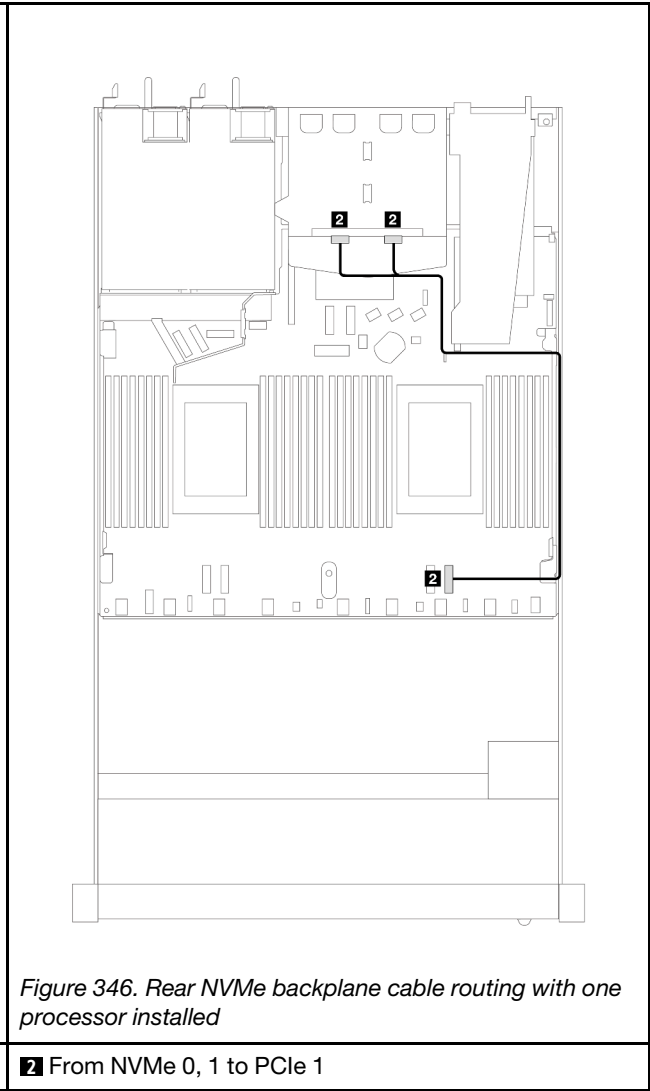 2 2
2
Figure 346. Rear NVMe backplane cable routing with one
processor installed
2 From NVMe 0, 1 to PCIe 1